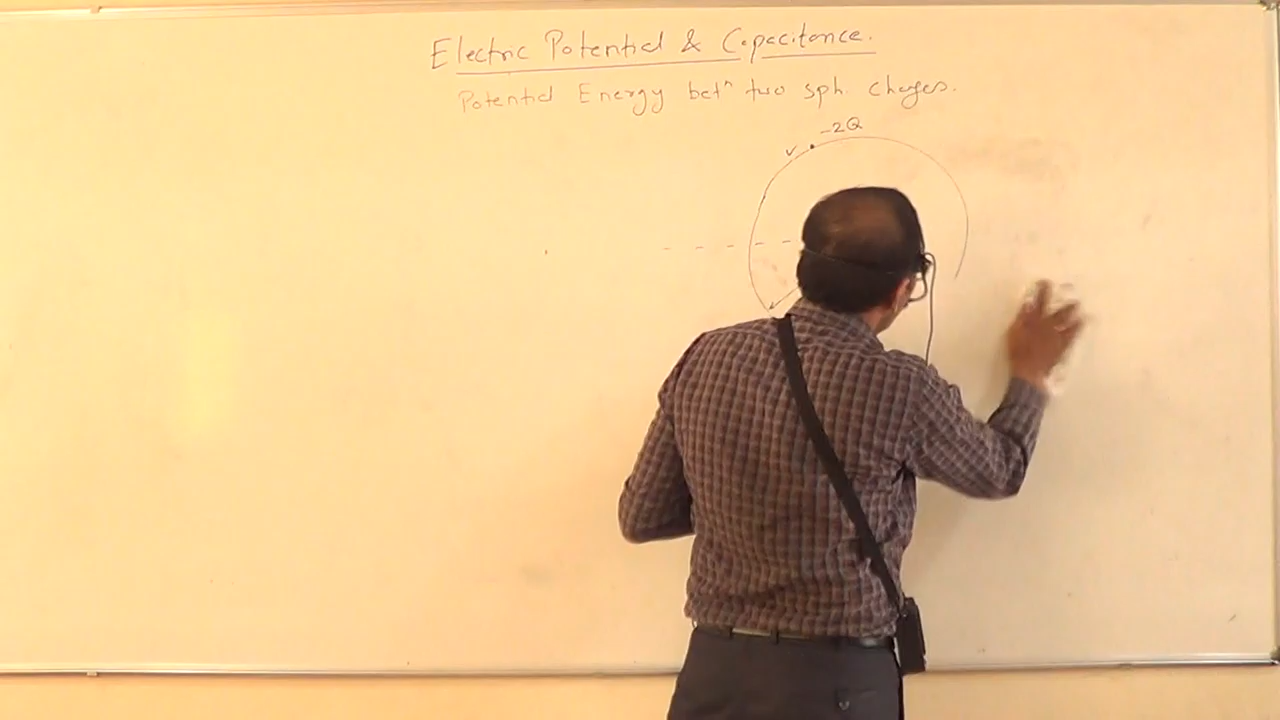 Electric Potential & Capacitance.
Potential Energy betⁿ two sph. charges.
-2Q